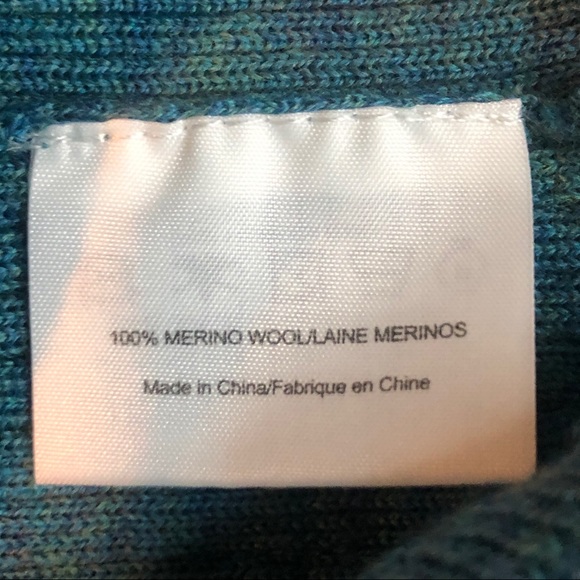 100% MERINO WOOL/LAINE MERINOS
Made in China/Fabrique en Chine